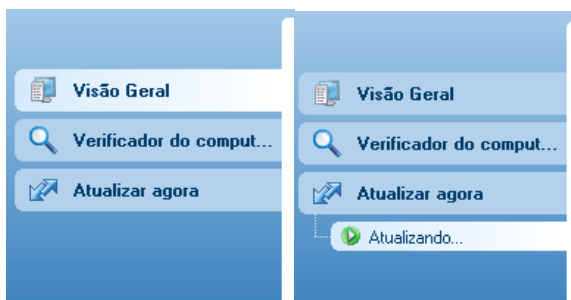 Visão Geral
Verificador do comput...
Atualizar agora
Visão Geral
Verificador do comput...
Atualizar agora
Atualizando...